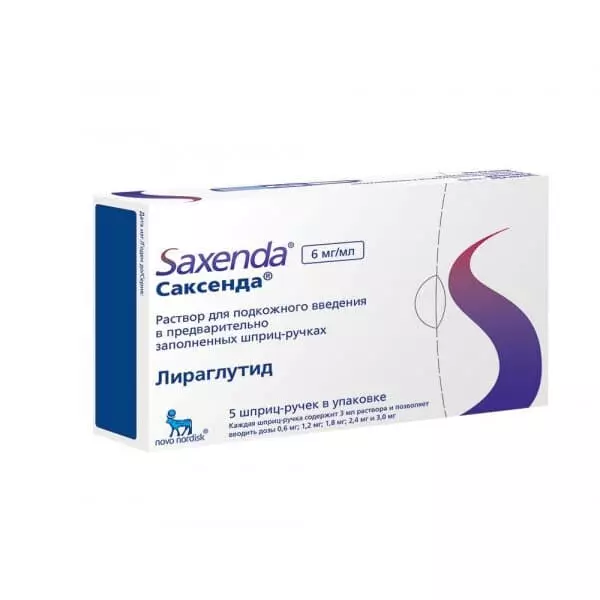 Saxenda®
6 мг/мл
Саксенда®
Раствор для подкожного введения
в предварительно
заполненных шприц-ручках
Лираглутид
5 шприц-ручек в упаковке
Каждая шприц-ручка содержит 3 мл раствора и позволяет
вводить дозы 0,6 мг; 1,2 мг; 1,8 мг; 2,4 мг и 3,0 мг
novo nordisk®